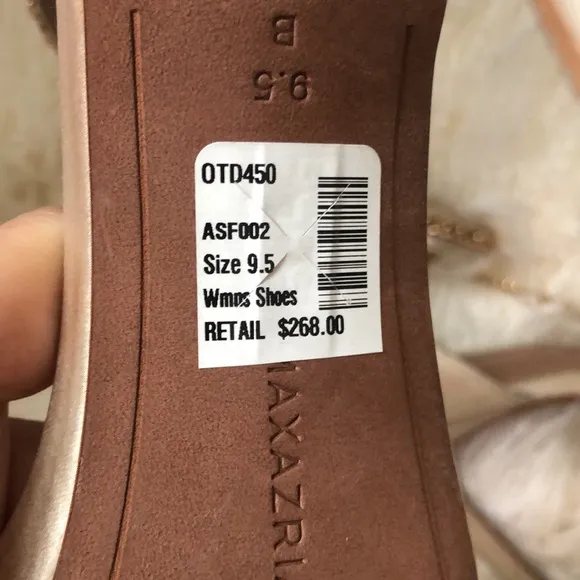 B
9.5
OTD450
ASF002
Size 9.5
Wmns Shoes
RETAIL $268.00
MAXAZRIA